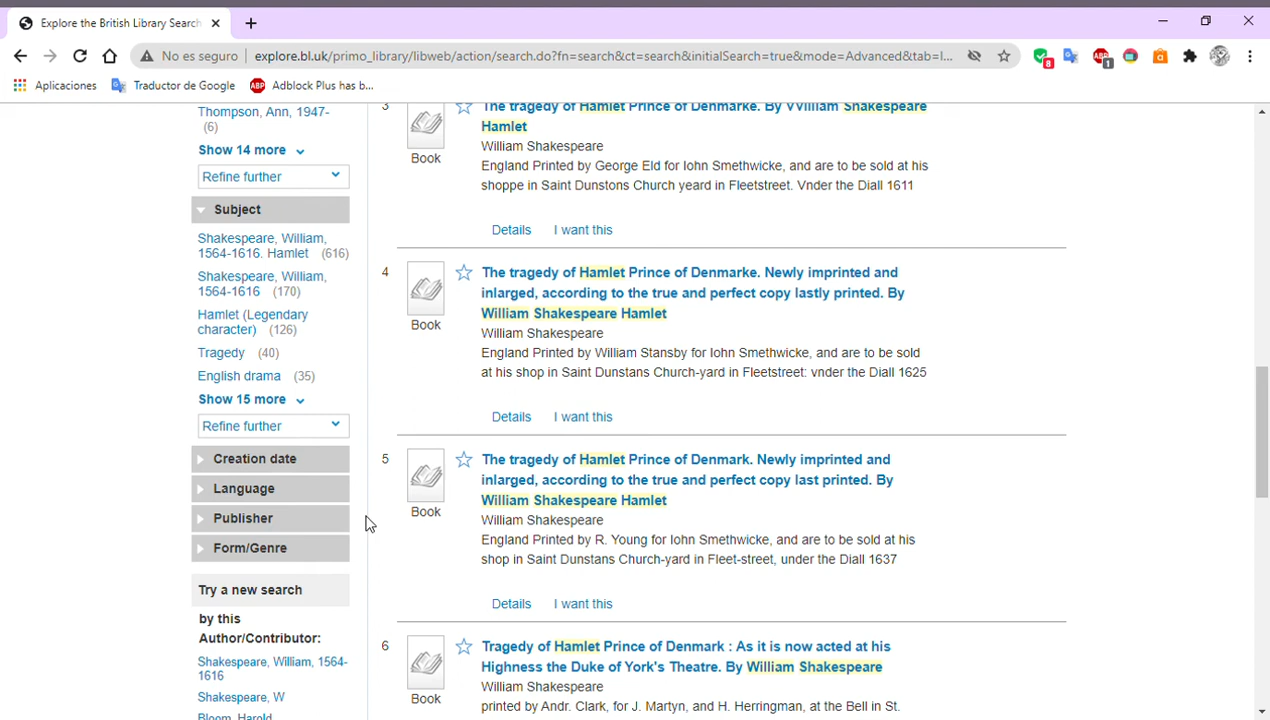 Explore the British Library Search
No es seguro
explore.bl.uk/primo_library/libweb/action/search.do?fn=search&ct=search&initialSearch=true&mode=Advanced&tab=l...
8
1
Aplicaciones
Traductor de Google
ABP
Adblock Plus has b...
Thompson, Ann, 1947-
(6)
Show 14 more
Refine further
Subject
Shakespeare, William,
1564-1616. Hamlet (616)
Shakespeare, William,
1564-1616 (170)
Hamlet (Legendary
character) (126)
Tragedy (40)
English drama (35)
Show 15 more
Refine further
Creation date
Language
Publisher
Form/Genre
Try a new search
by this
Author/Contributor:
Shakespeare, William, 1564-
1616
Shakespeare, W
Bloom, Harold
3
Book
The tragedy of Hamlet Prince of Denmarke. By VVilliam Shakespeare
Hamlet
William Shakespeare
England Printed by George Eld for Iohn Smethwicke, and are to be sold at his
shoppe in Saint Dunstons Church yeard in Fleetstreet. Vnder the Diall 1611
Details I want this
4
Book
The tragedy of Hamlet Prince of Denmarke. Newly imprinted and
inlarged, according to the true and perfect copy lastly printed. By
William Shakespeare Hamlet
William Shakespeare
England Printed by William Stansby for Iohn Smethwicke, and are to be sold
at his shop in Saint Dunstans Church-yard in Fleetstreet: vnder the Diall 1625
Details I want this
5
Book
The tragedy of Hamlet Prince of Denmark. Newly imprinted and
inlarged, according to the true and perfect copy last printed. By
William Shakespeare Hamlet
William Shakespeare
England Printed by R. Young for Iohn Smethwicke, and are to be sold at his
shop in Saint Dunstans Church-yard in Fleet-street, under the Diall 1637
Details I want this
6
Book
Tragedy of Hamlet Prince of Denmark : As it is now acted at his
Highness the Duke of York's Theatre. By William Shakespeare
William Shakespeare
printed by Andr. Clark, for J. Martyn, and H. Herringman, at the Bell in St.